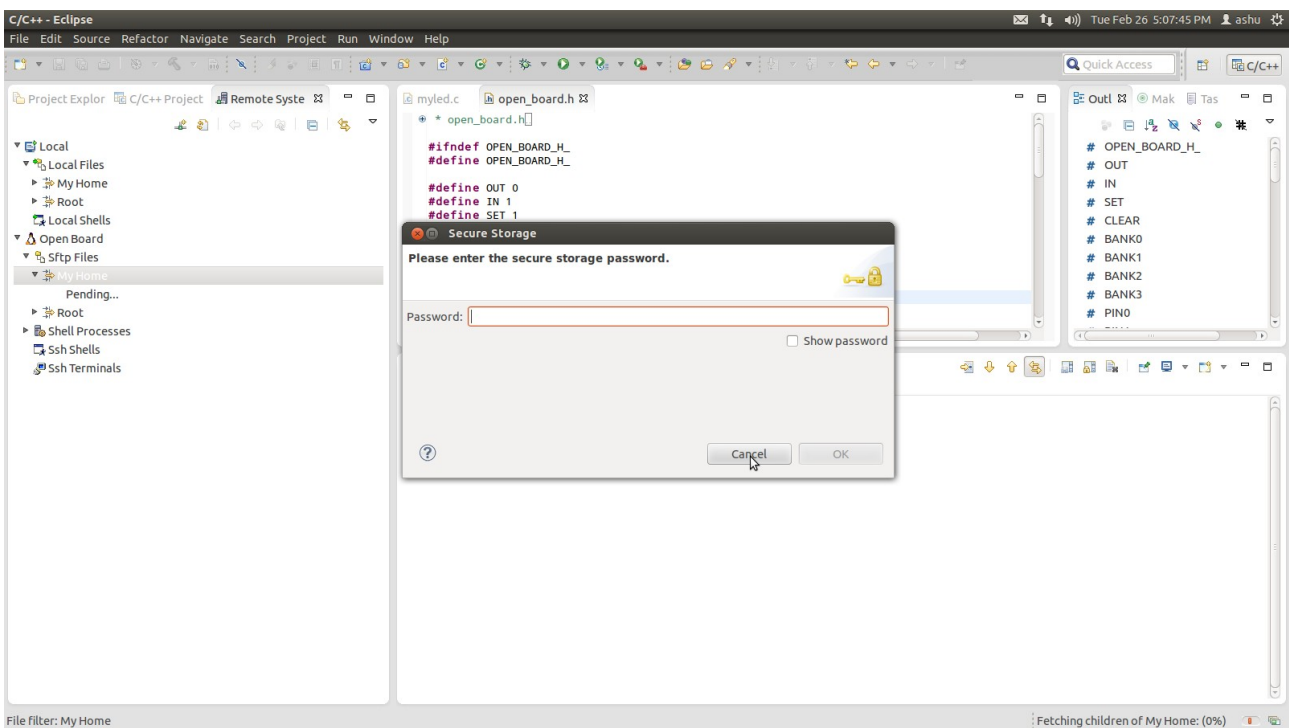 C/C++ - Eclipse
Tue Feb 26 5:07:45 PM ashu
File Edit Source Refactor Navigate Search Project Run Window Help
Quick Access
C/C++
Project Explor C/C++ Project Remote Syste
Local
Local Files
My Home
Root
Local Shells
Open Board
Sftp Files
My Home
Pending...
Root
Shell Processes
Ssh Shells
Ssh Terminals
myled.c open_board.h
* open_board.h
#ifndef OPEN_BOARD_H_
#define OPEN_BOARD_H_
#define OUT 0
#define IN 1
#define SET 1
Secure Storage
Please enter the secure storage password.
Password:
Show password
Cancel OK
Outl Mak Tas
# OPEN_BOARD_H_
# OUT
# IN
# SET
# CLEAR
# BANK0
# BANK1
# BANK2
# BANK3
# PIN0
File filter: My Home
Fetching children of My Home: (0%)